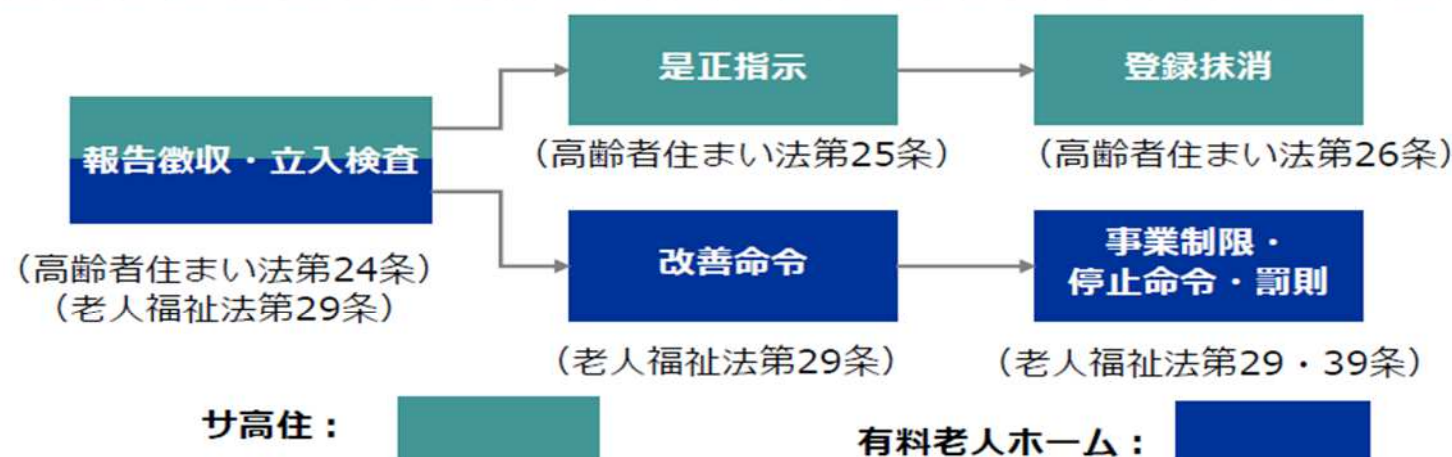 是正指示
登録抹消
報告徴収・立入検査
（高齢者住まい法第25条）
（高齢者住まい法第26条）
（高齢者住まい法第24条）
（老人福祉法第29条）
改善命令
事業制限・
停止命令・罰則
（老人福祉法第29条）
（老人福祉法第29・39条）
サ高住：
有料老人ホーム：